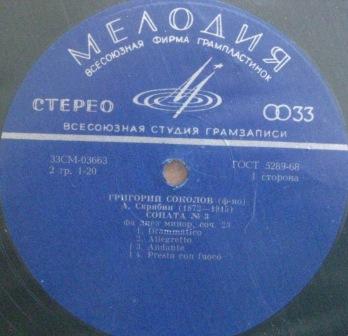 МЕЛОДИЯ
ВСЕСОЮЗНАЯ ФИРМА ГРАМПЛАСТИНОК
СТЕРЕО
33
ВСЕСОЮЗНАЯ СТУДИЯ ГРАМЗАПИСИ
33СМ-03663
ГОСТ 5289-68
2 гр. 1-20
1 сторона
ГРИГОРИЙ СОКОЛОВ (ф-но)
А. Скрябин (1872—1915)
СОНАТА № 3
фа диез минор, соч. 23
1. Drammatico
2. Allegretto
3. Andante
4. Presto con fuoco